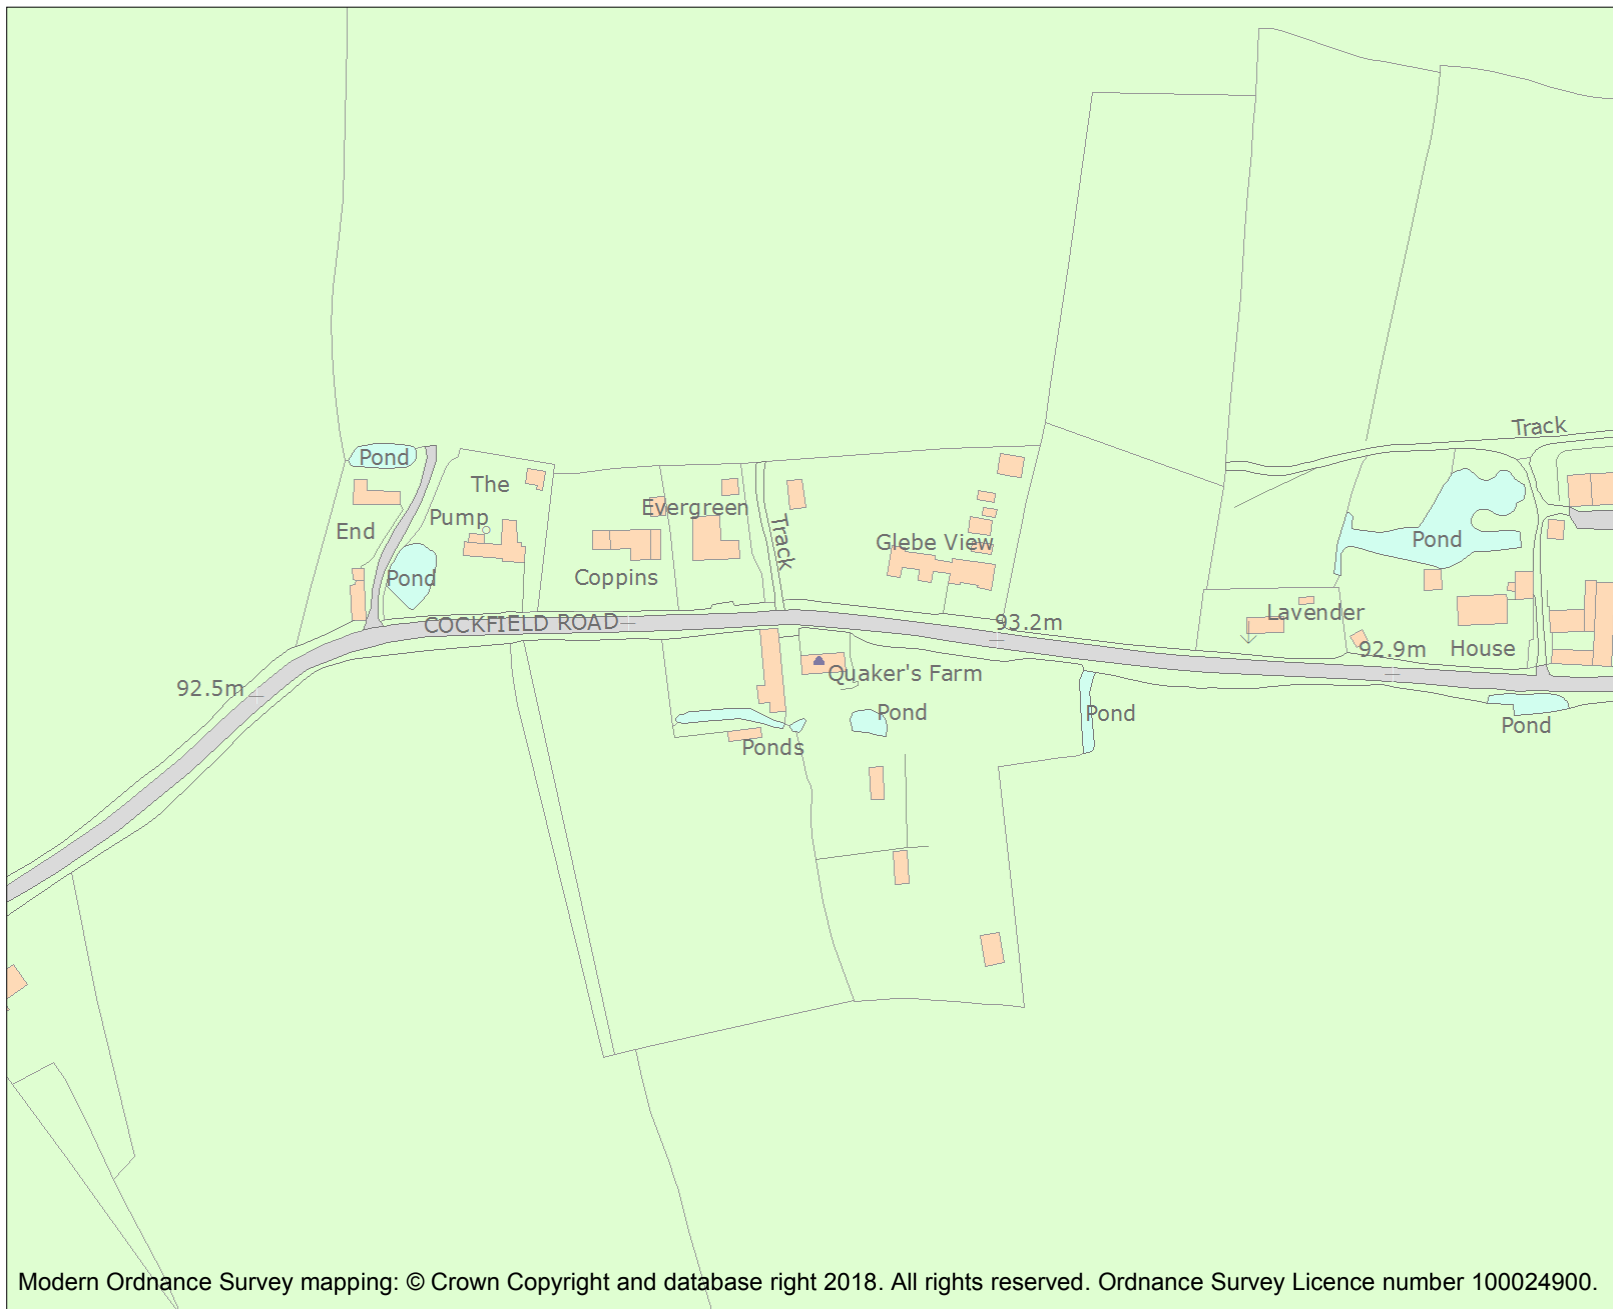 Track
Pond
The
Pump
Evergreen
End
Track
Glebe View
Pond
Pond
Coppins
Lavender
COCKFIELD ROAD
93.2m
92.9m
House
Quaker's Farm
92.5m
Pond
Pond
Pond
Ponds
Modern Ordnance Survey mapping: © Crown Copyright and database right 2018. All rights reserved. Ordnance Survey Licence number 100024900.